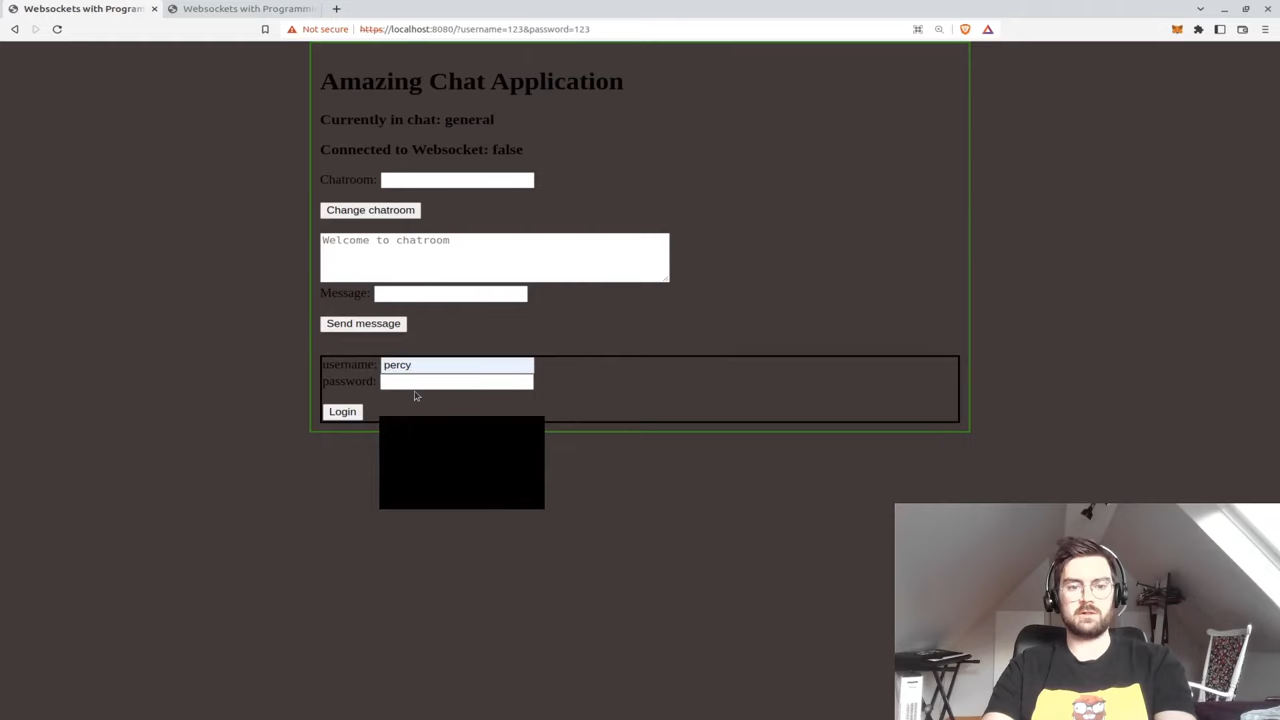 Websockets with Program
Websockets with Programmi
Not secure https://localhost:8080/?username=123&password=123
Amazing Chat Application
Currently in chat: general
Connected to Websocket: false
Chatroom:
Change chatroom
Welcome to chatroom
Message:
Send message
username: percy
password:
Login